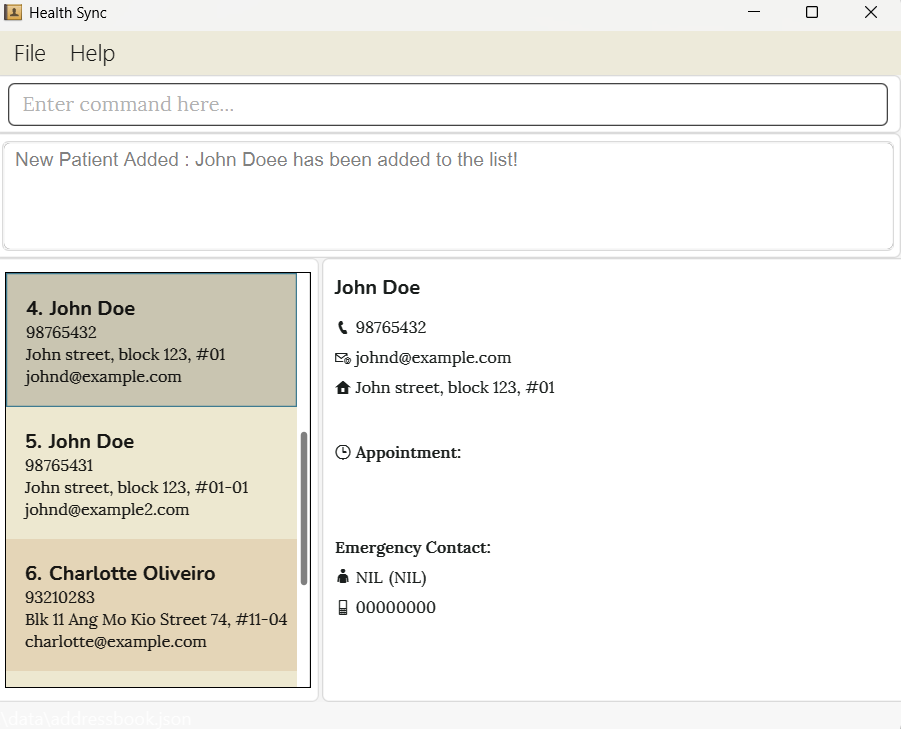 Health Sync
File Help
Enter command here...
New Patient Added : John Doee has been added to the list!
4. John Doe
98765432
John street, block 123, #01
johnd@example.com
5. John Doe
98765431
John street, block 123, #01-01
johnd@example2.com
6. Charlotte Oliveiro
93210283
Blk 11 Ang Mo Kio Street 74, #11-04
charlotte@example.com
John Doe
98765432
johnd@example.com
John street, block 123, #01
Appointment:
Emergency Contact:
NIL (NIL)
00000000
\data\addressbook.json